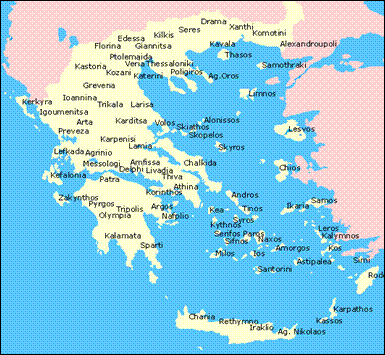 Drama
Xanthi
Komotini
Edessa
Kilkis
Seres
Florina
Giannitsa
Kavala
Alexandroupoli
Ptolemaida
Thasos
Kastoria
Veria
Thessaloniki
Samothraki
Kozani
Katerini
Poligiros
Ag.Oros
Grevena
Limnos
Kerkyra
Ioannina
Trikala
Larisa
Igoumenitsa
Arta
Karditsa
Volos
Skiathos
Alonissos
Preveza
Skopelos
Lesvos
Karpenisi
Lamia
Skyros
Lefkada
Agrinio
Messologi
Amfissa
Chalkida
Delphi
Livadia
Chios
Kefalonia
Patra
Thiva
Athina
Zakynthos
Korinthos
Andros
Pyrgos
Tripolis
Argos
Kea
Tinos
Ikaria
Samos
Olympia
Nafplio
Syros
Kythnos
Leros
Kalamata
Serifos
Paros
Naxos
Kalymnos
Sparti
Sifnos
Amorgos
Kos
Milos
Ios
Astipalea
Simi
Santorini
Rod
Karpathos
Chania
Rethymno
Kassos
Iraklio
Ag. Nikolaos